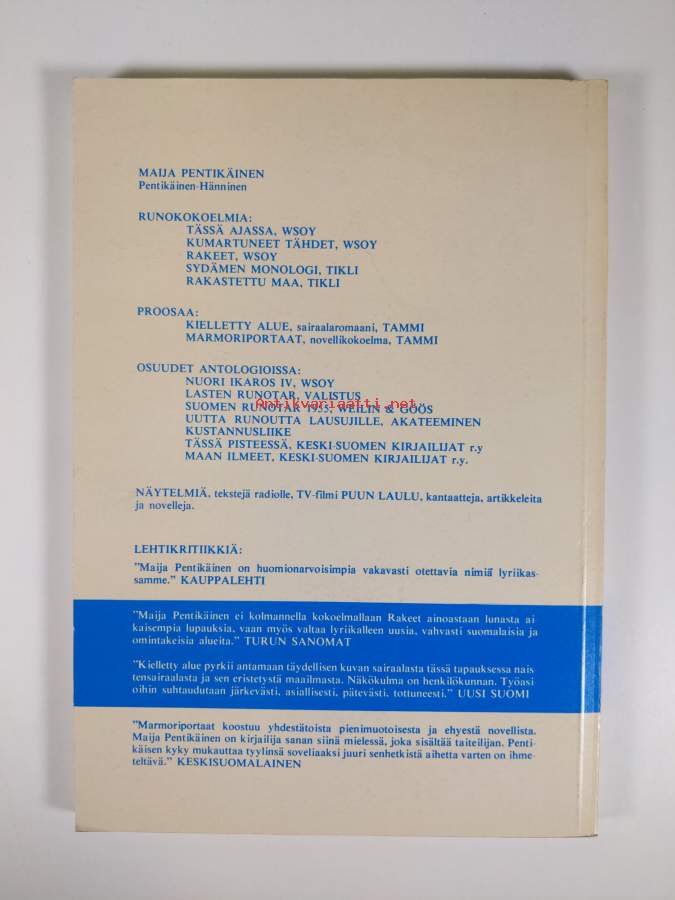 MAIJA PENTIKÄINEN
Pentikäinen-Hänninen
RUNOKOKOELMIA:
TÄSSÄ AJASSA, WSOY
KUMARTUNEET TÄHDET, WSOY
RAKEET, WSOY
SYDÄMEN MONOLOGI, TIKLI
RAKASTETTU MAA, TIKLI
PROOSAA:
KIELLETTY ALUE, sairaalaromaani, TAMMI
MARMORIPORTAAT, novellikokoelma, TAMMI
OSUUDET ANTOLOGIOISSA:
NUORI IKAROS IV, WSOY
LASTEN RUNOTAR, VALISTUS
Antikvariaatti.net
SUOMEN RUNOTAR 1955, WEILIN & GÖÖS
UUTTA RUNOUTTA LAUSUJILLE, AKATEEMINEN
KUSTANNUSLIIKE
TÄSSÄ PISTEESSÄ, KESKI-SUOMEN KIRJAILIJAT r.y
MAAN ILMEET, KESKI-SUOMEN KIRJAILIJAT r.y.
NÄYTELMIÄ, tekstejä radiolle, TV-filmi PUUN LAULU, kantaatteja, artikkeleita
ja novelleja.
LEHTIKRITIIKKIÄ:
"Maija Pentikäinen on huomionarvoisimpia vakavasti otettavia nimiä lyriikas-
samme." KAUPPALEHTI
"Maija Pentikäinen ei kolmannella kokoelmallaan Rakeet ainoastaan lunasta ai
kaisempia lupauksia, vaan myös valtaa lyriikalleen uusia, vahvasti suomalaisia ja
omintakeisia alueita." TURUN SANOMAT
"Kielletty alue pyrkii antamaan täydellisen kuvan sairaalasta tässä tapauksessa nais
tensairaalasta ja sen eristetystä maailmasta. Näkökulma on henkilökunnan. Työasi
oihin suhtaudutaan järkevästi, asiallisesti, pätevästi, tottuneesti." UUSI SUOMI
"Marmoriportaat koostuu yhdestätoista pienimuotoisesta ja ehyestä novellista.
Maija Pentikäinen on kirjailija sanan siinä mielessä, joka sisältää taiteilijan. Penti-
käisen kyky mukauttaa tyylinsä soveliaaksi juuri senhetkistä aihetta varten on ihme-
teltävä." KESKISUOMALAINEN